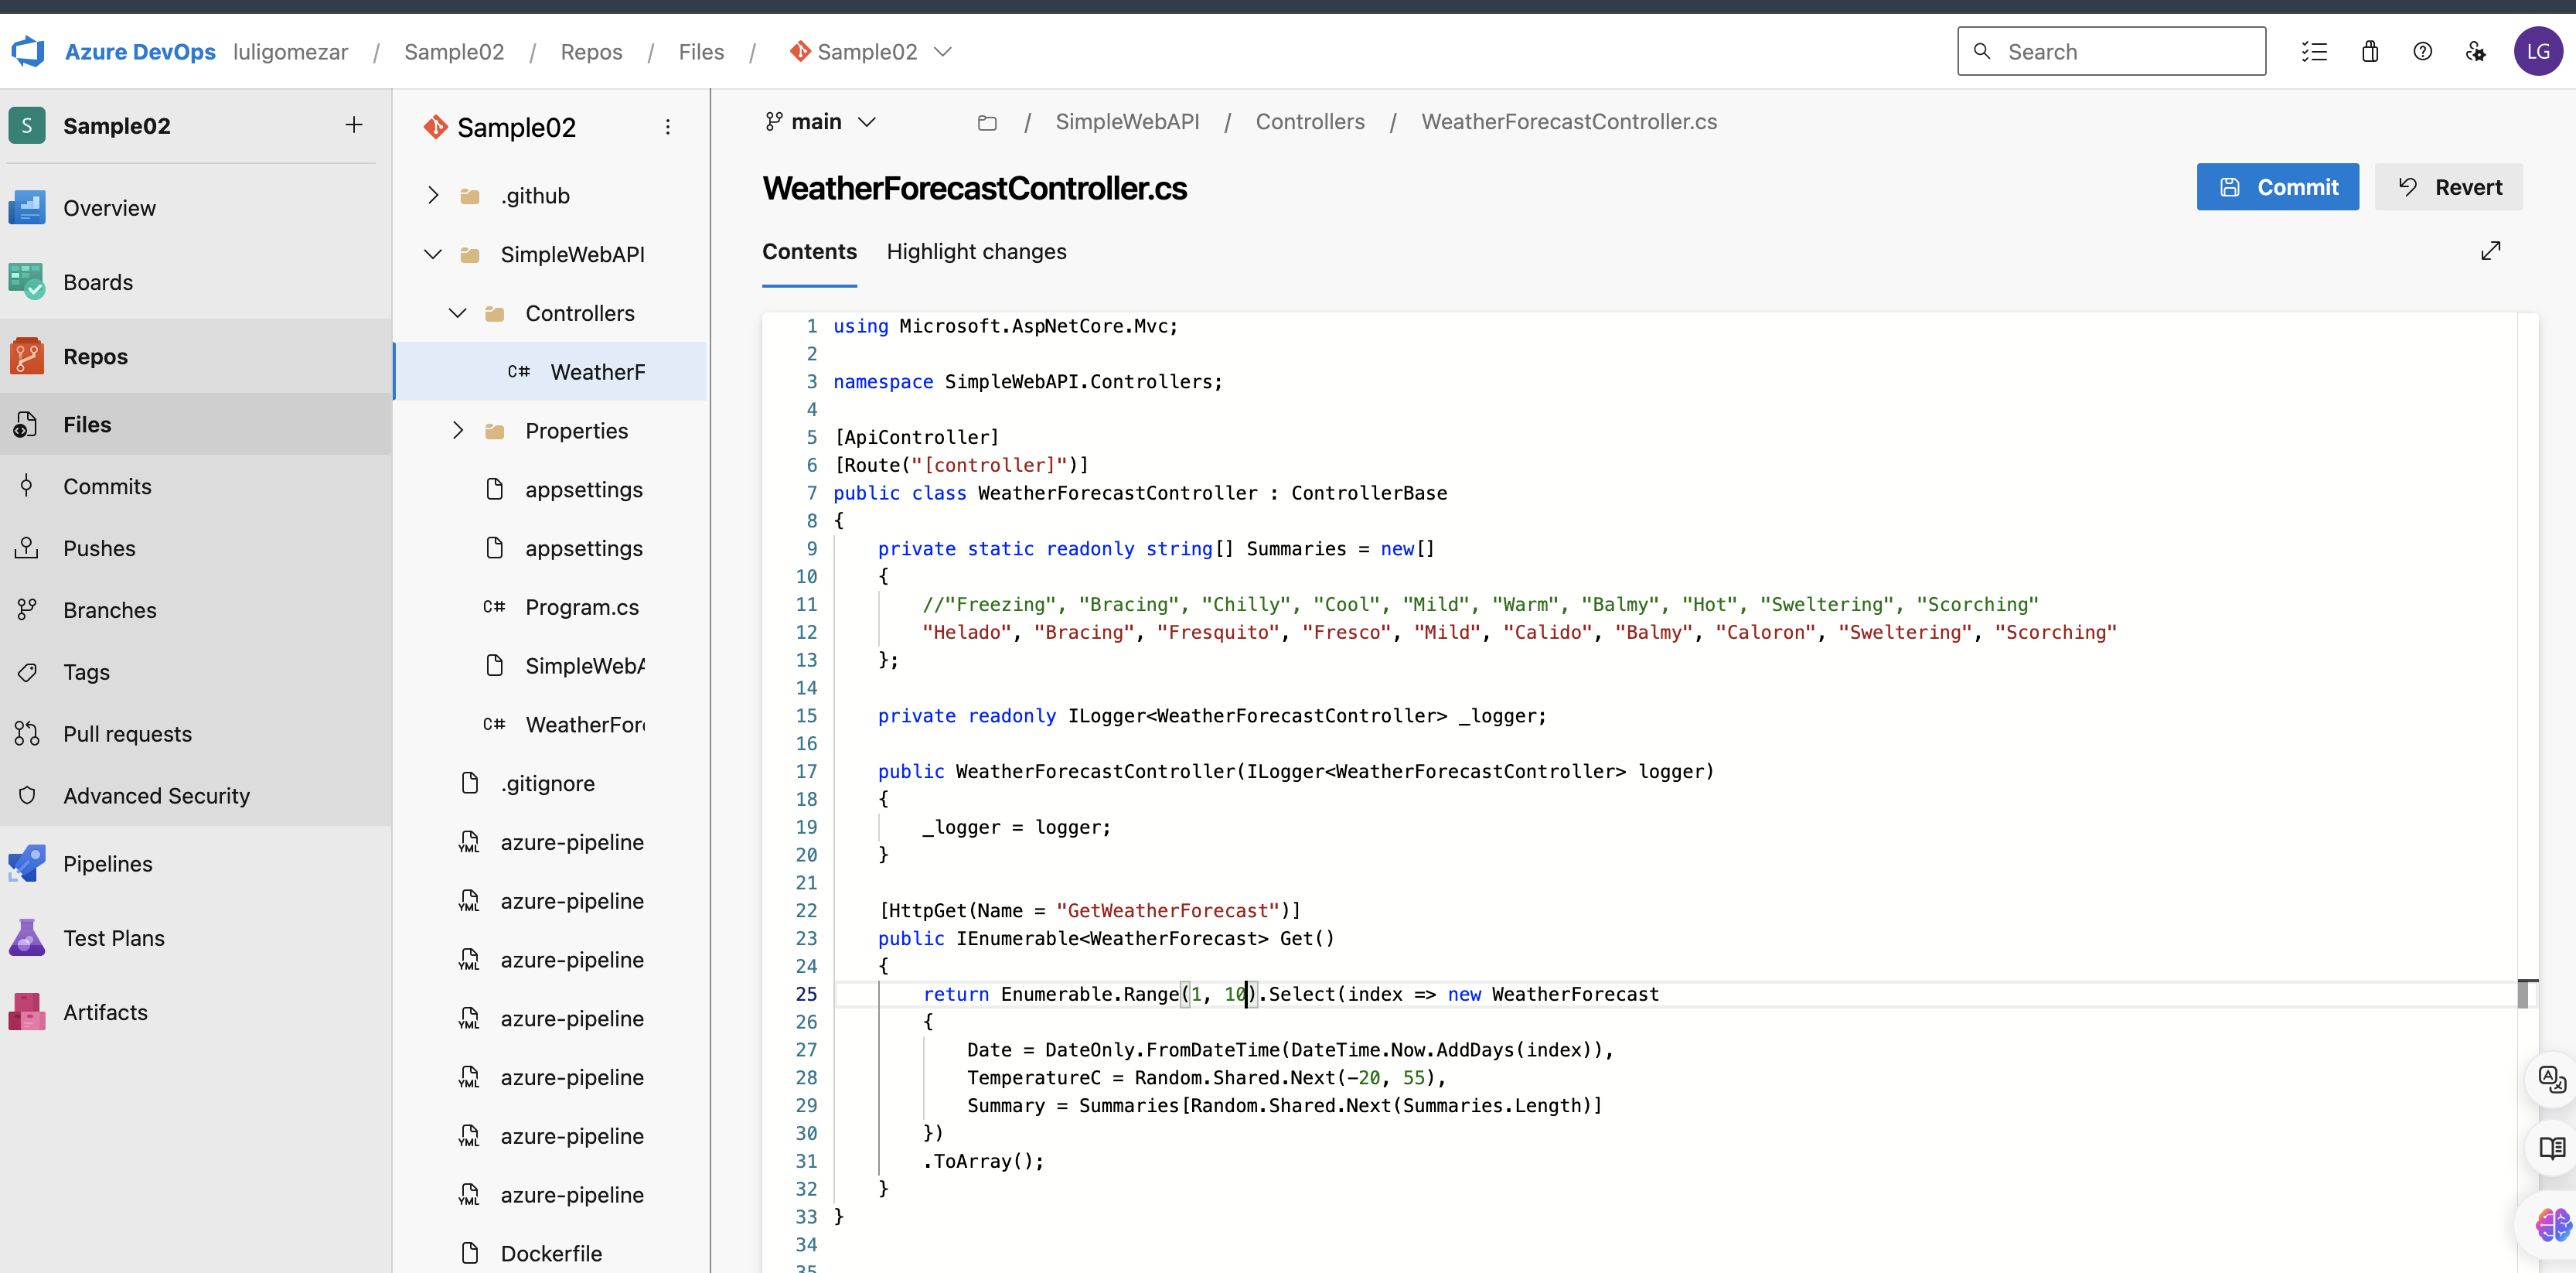 Azure DevOps luligomezar / Sample02 / Repos / Files / Sample02
Search
LG
S Sample02
Overview
Boards
Repos
Files
Commits
Pushes
Branches
Tags
Pull requests
Advanced Security
Pipelines
Test Plans
Artifacts
Sample02
.github
SimpleWebAPI
Controllers
C# WeatherF
Properties
appsettings
appsettings
C# Program.cs
SimpleWebA
C# WeatherFor
.gitignore
YML azure-pipeline
YML azure-pipeline
YML azure-pipeline
YML azure-pipeline
YML azure-pipeline
YML azure-pipeline
YML azure-pipeline
Dockerfile
main / SimpleWebAPI / Controllers / WeatherForecastController.cs
WeatherForecastController.cs
Commit
Revert
Contents Highlight changes
1 using Microsoft.AspNetCore.Mvc;
2
3 namespace SimpleWebAPI.Controllers;
4
5 [ApiController]
6 [Route("[controller]")]
7 public class WeatherForecastController : ControllerBase
8 {
9 private static readonly string[] Summaries = new[]
10 {
11 //"Freezing", "Bracing", "Chilly", "Cool", "Mild", "Warm", "Balmy", "Hot", "Sweltering", "Scorching"
12 "Helado", "Bracing", "Fresquito", "Fresco", "Mild", "Calido", "Balmy", "Caloron", "Sweltering", "Scorching"
13 };
14
15 private readonly ILogger<WeatherForecastController> _logger;
16
17 public WeatherForecastController(ILogger<WeatherForecastController> logger)
18 {
19 _logger = logger;
20 }
21
22 [HttpGet(Name = "GetWeatherForecast")]
23 public IEnumerable<WeatherForecast> Get()
24 {
25 return Enumerable.Range(1, 10).Select(index => new WeatherForecast
26 {
27 Date = DateOnly.FromDateTime(DateTime.Now.AddDays(index)),
28 TemperatureC = Random.Shared.Next(-20, 55),
29 Summary = Summaries[Random.Shared.Next(Summaries.Length)]
30 })
31 .ToArray();
32 }
33 }
34
35